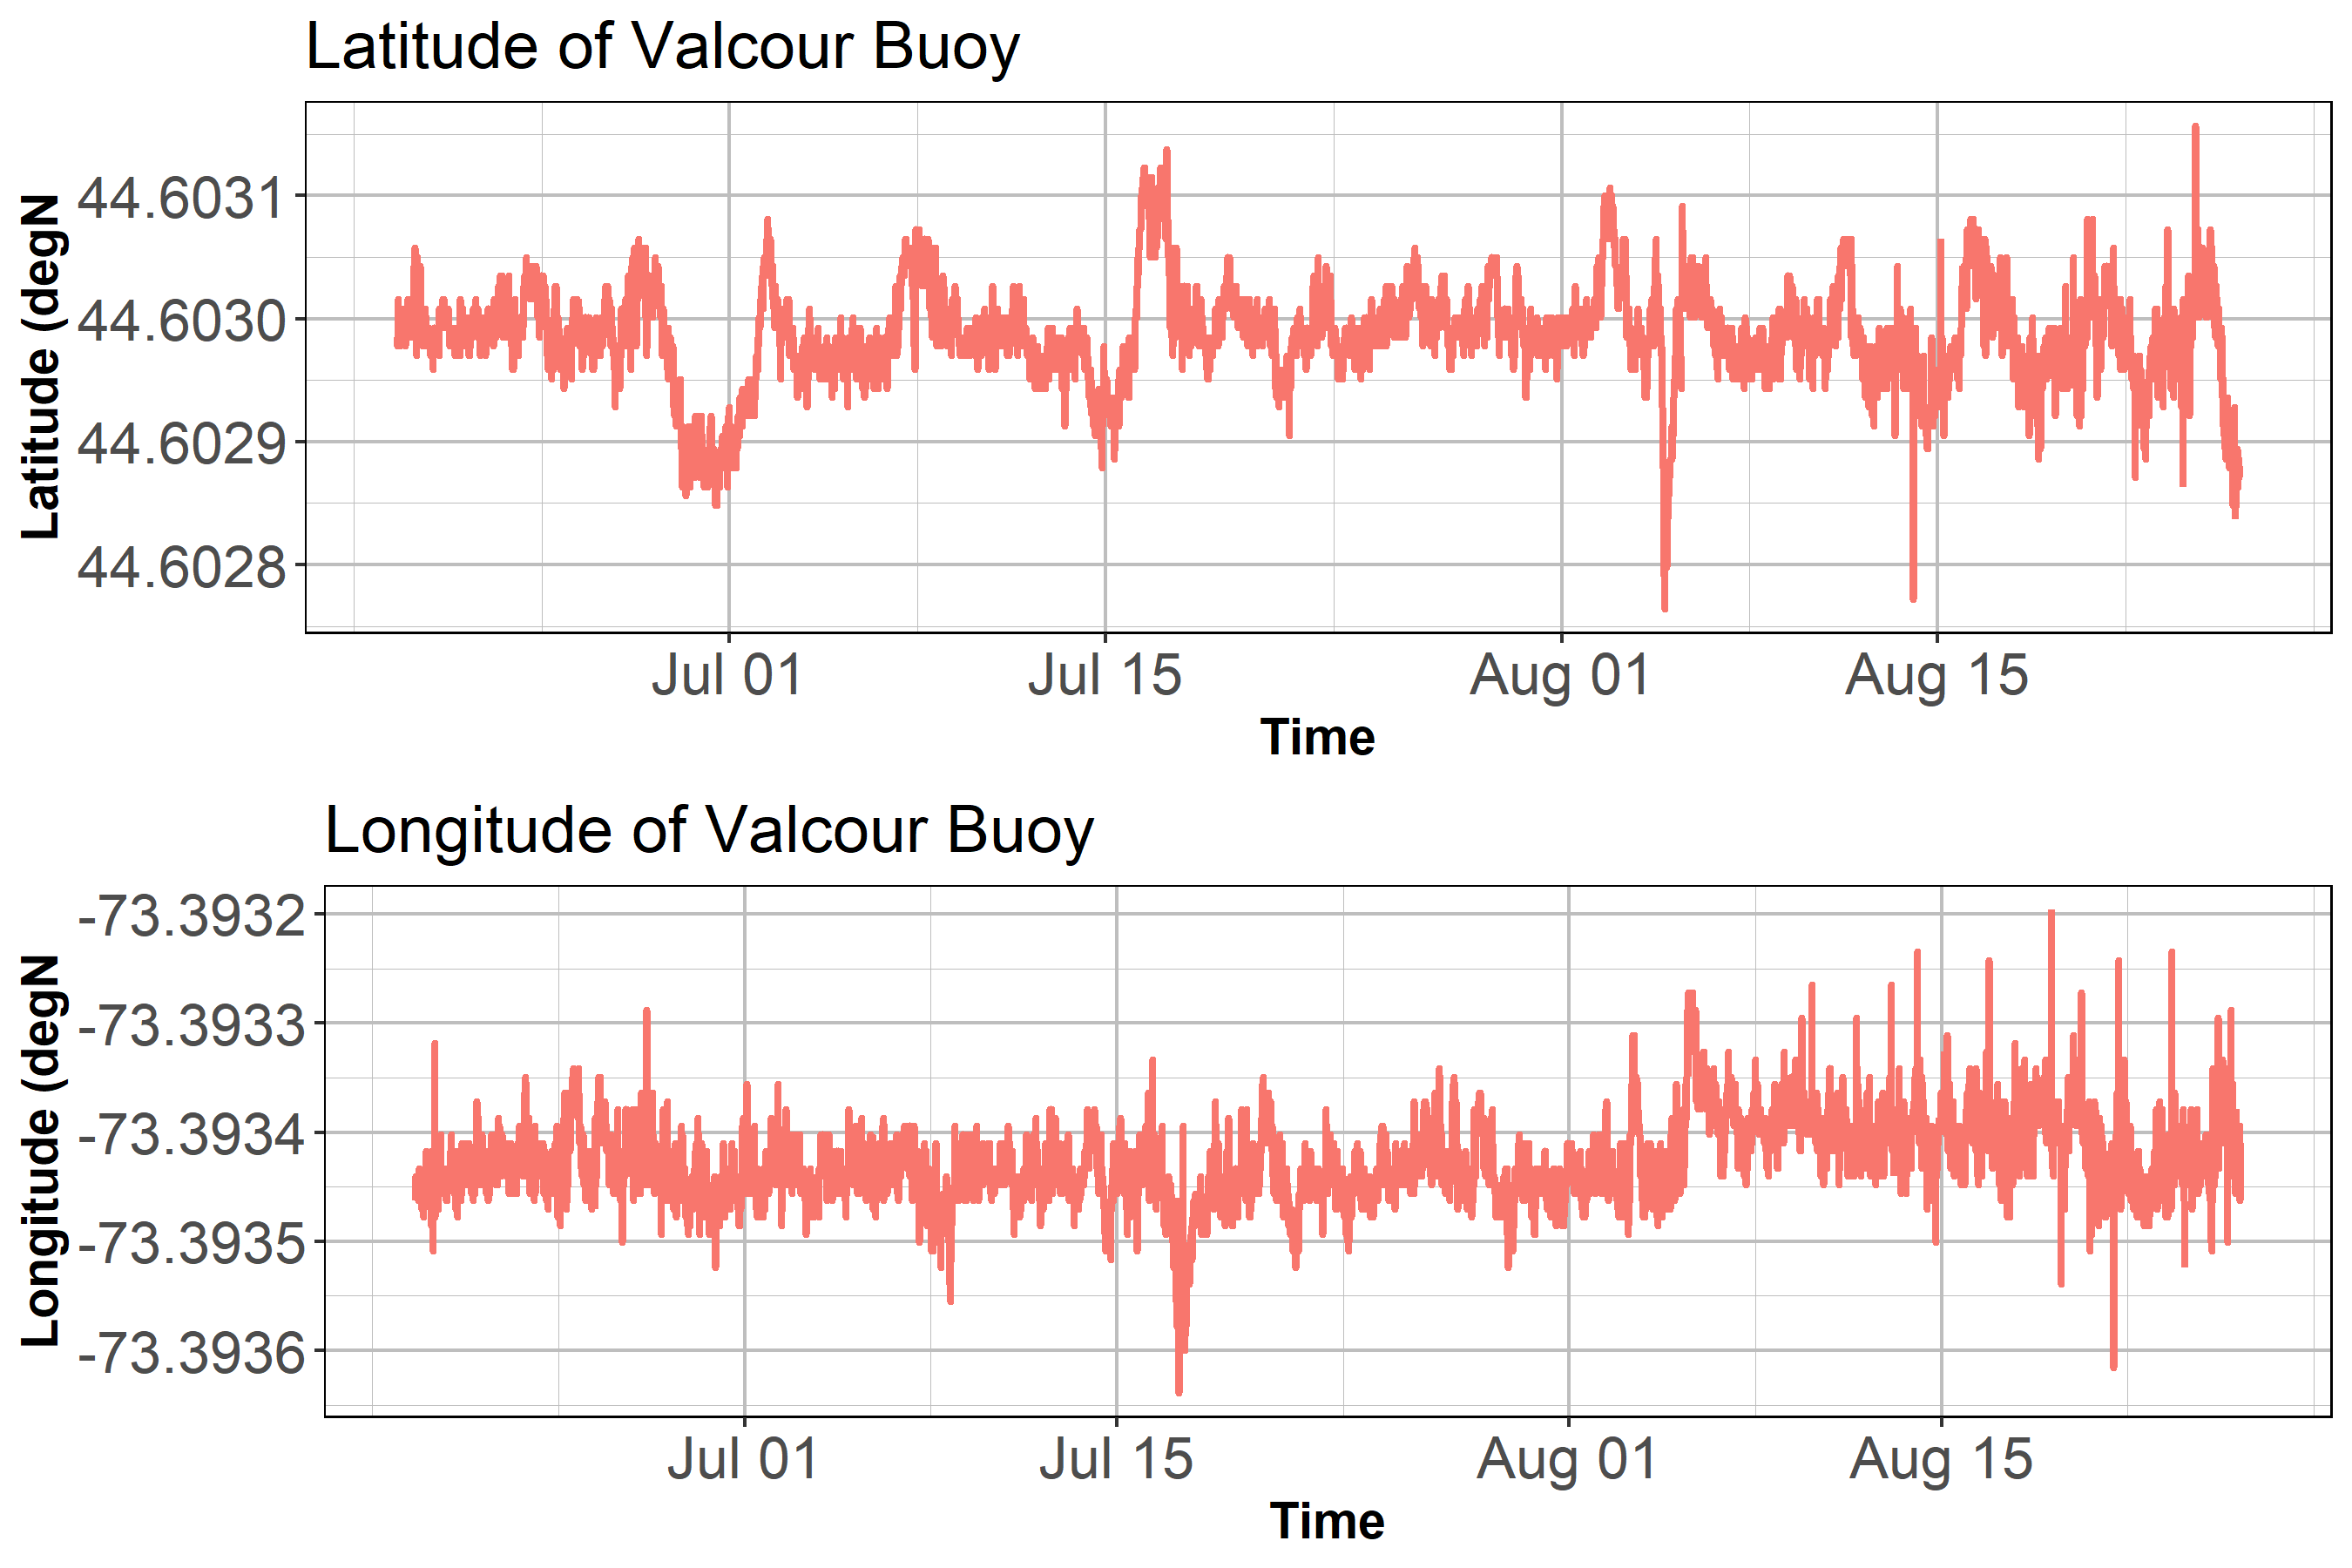 Latitude of Valcour Buoy
Latitude (degN
44.6031
44.6030
44.6029
44.6028
Jul 01
Jul 15
Aug 01
Aug 15
Time
Longitude of Valcour Buoy
Longitude (degN
-73.3932
-73.3933
-73.3934
-73.3935
-73.3936
Jul 01
Jul 15
Aug 01
Aug 15
Time